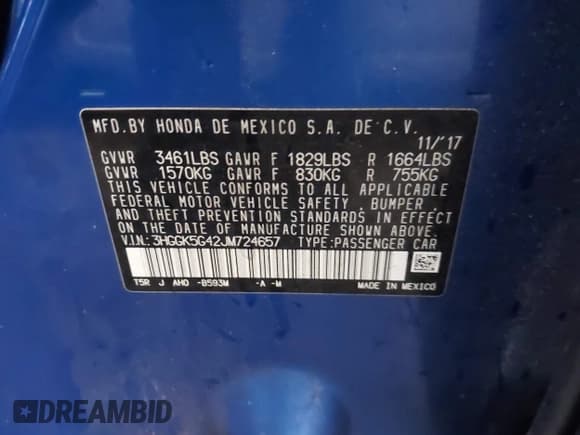 MFD.BY HONDA DE MEXICO S.A. DE C.V.
11/'17
GVWR 3461LBS GAWR F 1829LBS R 1664LBS
GVWR 1570KG GAWR F 830KG R 755KG
THIS VEHICLE CONFORMS TO ALL APPLICABLE
FEDERAL MOTOR VEHICLE SAFETY, BUMPER
AND THEFT PREVENTION STANDARDS IN EFFECT
ON THE DATE OF MANUFACTURE SHOWN ABOVE.
V.I.N.: 3HGGK5G42JM724657 TYPE:PASSENGER CAR
T5R J AHO -B593M -A -M MADE IN MEXICO
DREAMBID